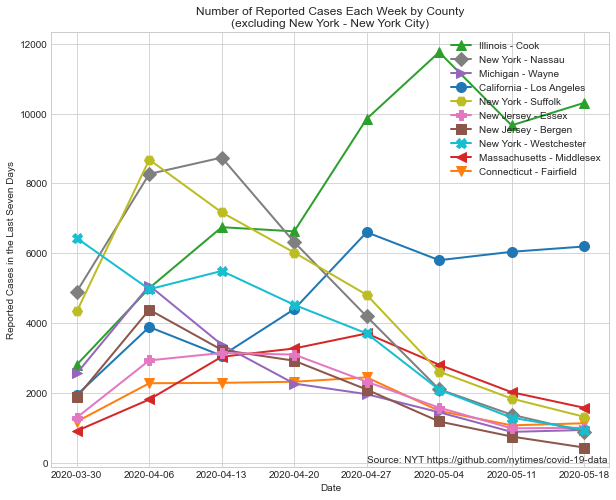 Number of Reported Cases Each Week by County
(excluding New York - New York City)
Reported Cases in the Last Seven Days
12000
10000
8000
6000
4000
2000
0
Illinois - Cook
New York - Nassau
Michigan - Wayne
California - Los Angeles
New York - Suffolk
New Jersey - Essex
New Jersey - Bergen
New York - Westchester
Massachusetts - Middlesex
Connecticut - Fairfield
Source: NYT https://github.com/nytimes/covid-19-data
2020-03-30 2020-04-06 2020-04-13 2020-04-20 2020-04-27 2020-05-04 2020-05-11 2020-05-18
Date